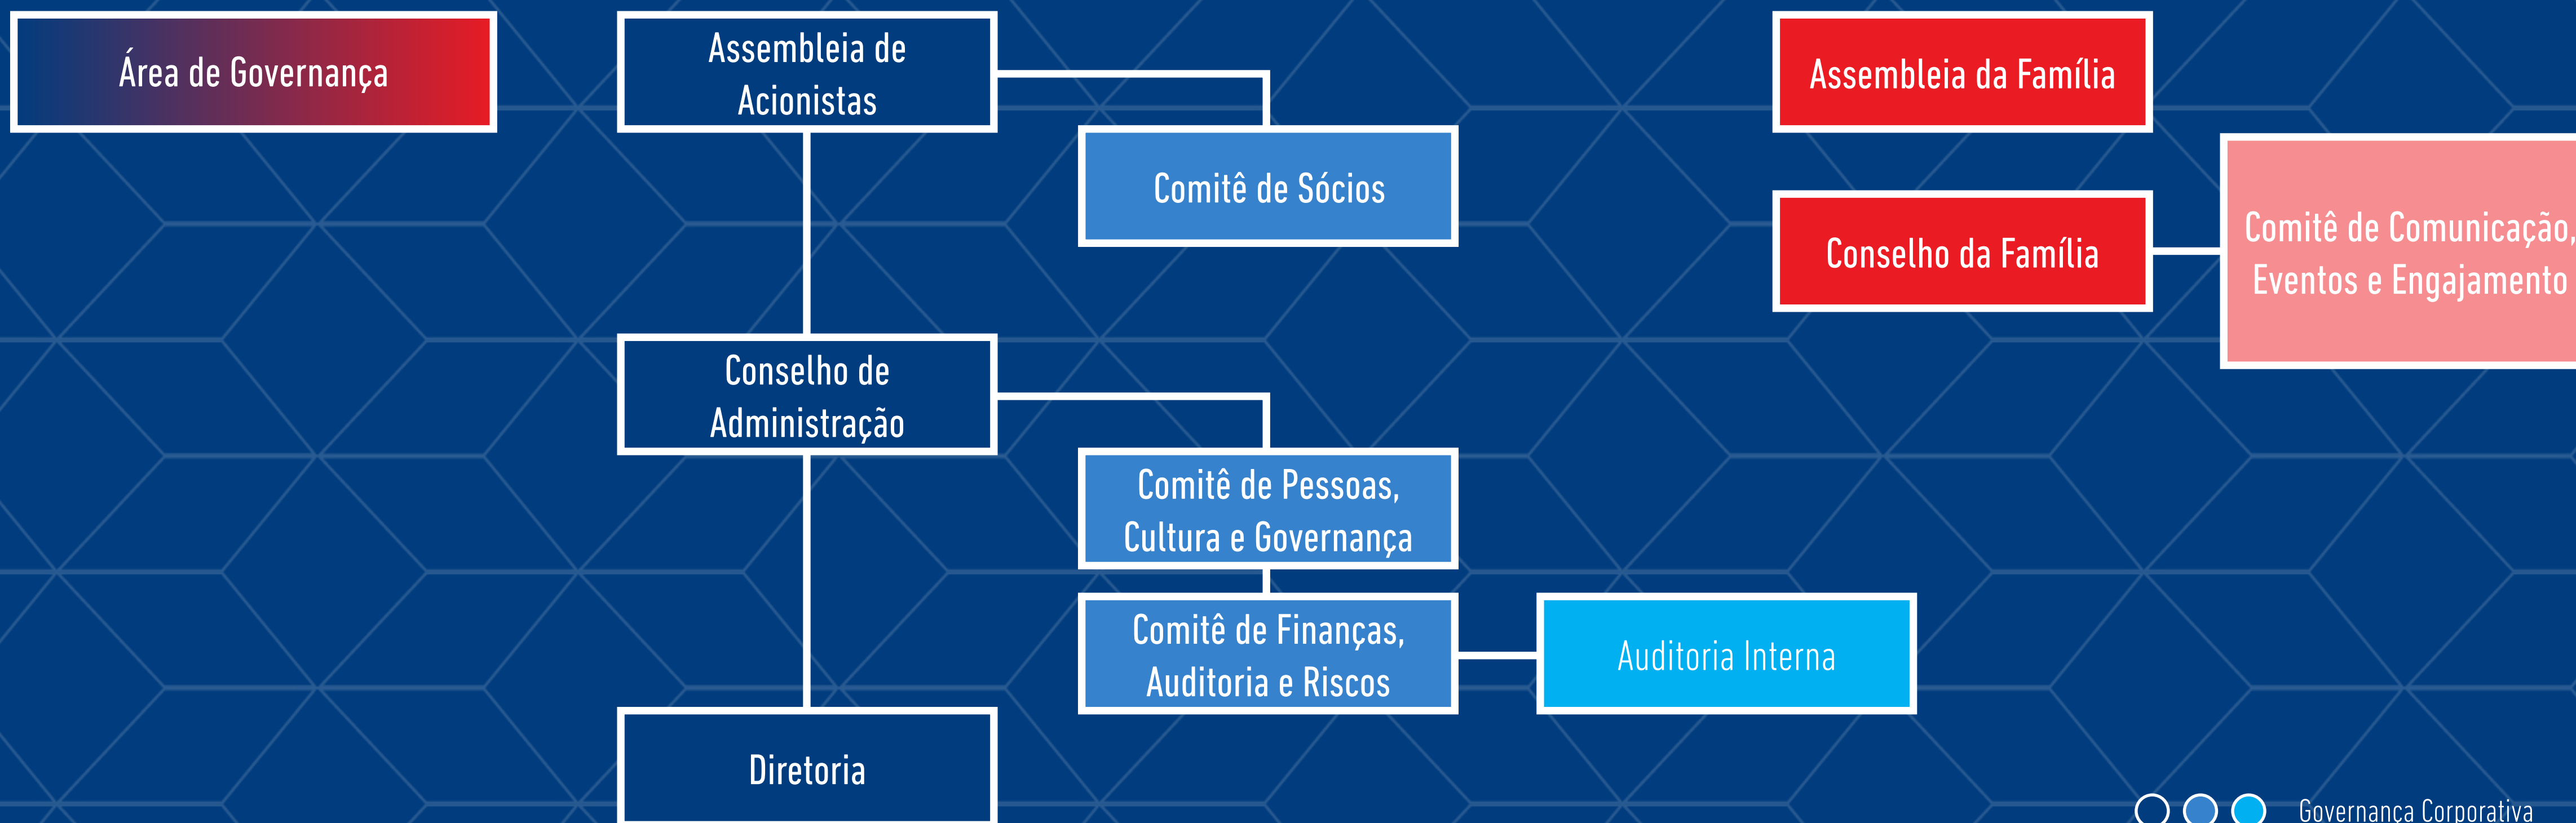 Área de Governança
Assembleia de
Acionistas
Comitê de Sócios
Assembleia da Família
Conselho da Família
Comitê de Comunicação,
Eventos e Engajamento
Conselho de
Administração
Comitê de Pessoas,
Cultura e Governança
Comitê de Finanças,
Auditoria e Riscos
Auditoria Interna
Diretoria
Governança Corporativa